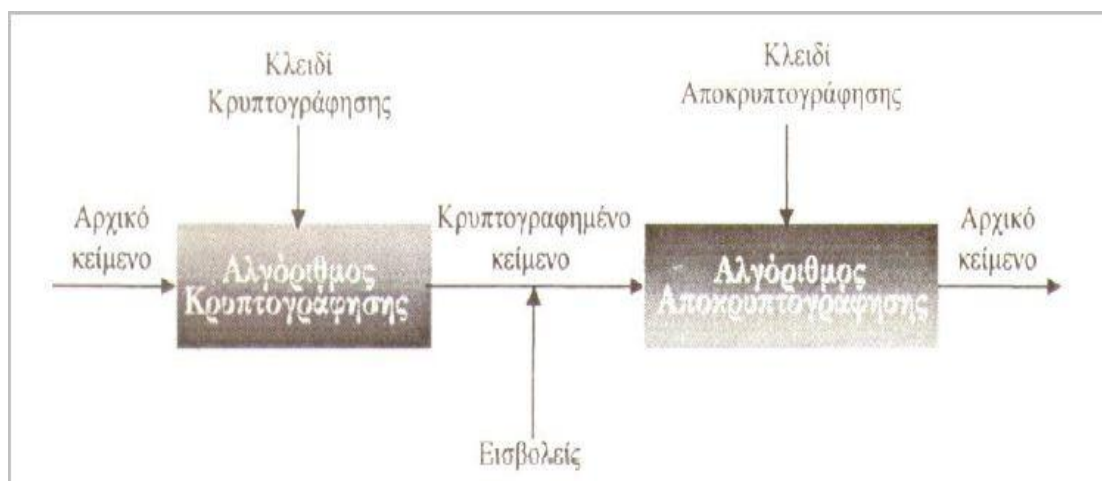 Κλειδί
Κρυπτογράφησης
Κλειδί
Αποκρυπτογράφησης
Αρχικό
κείμενο
Αλγόριθμος
Κρυπτογράφησης
Κρυπτογραφημένο
κείμενο
Αλγόριθμος
Αποκρυπτογράφησης
Αρχικό
κείμενο
Εισβολείς